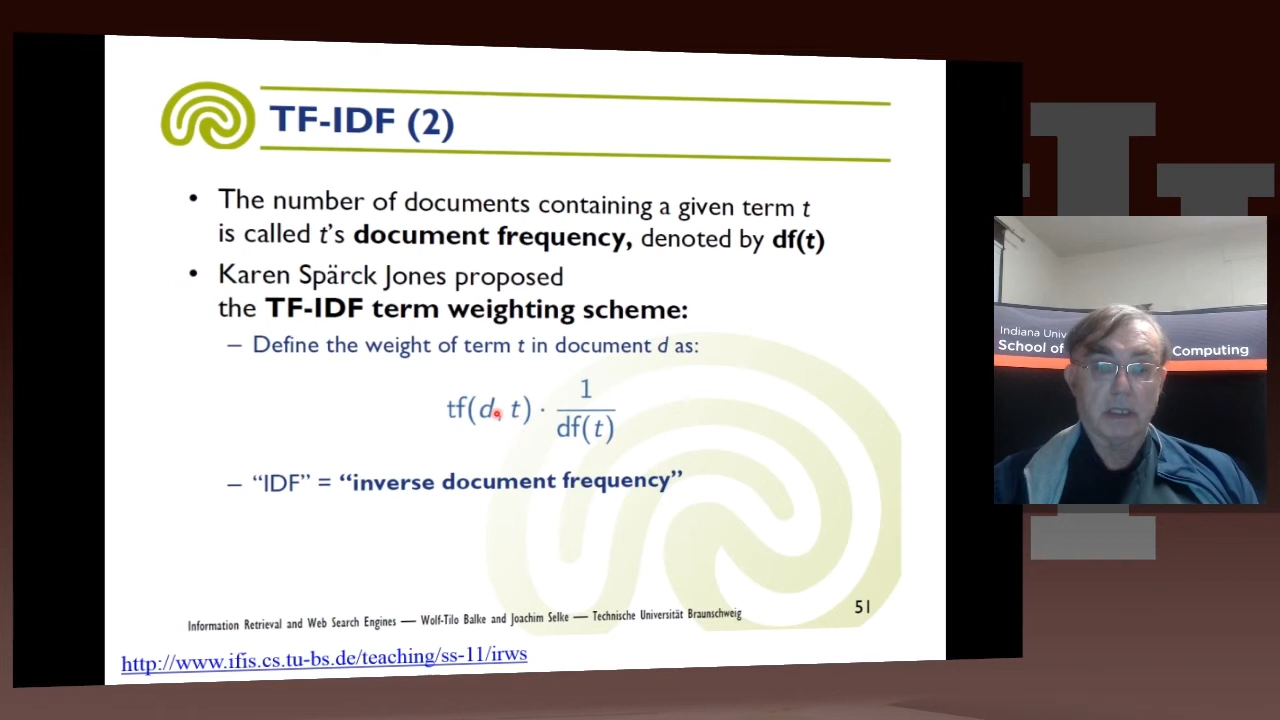 TF-IDF (2)
• The number of documents containing a given term t
is called t’s document frequency, denoted by df(t)
• Karen Spärck Jones proposed
the TF-IDF term weighting scheme:
– Define the weight of term t in document d as:
tf(d, t) · 1 / df(t)
– “IDF” = “inverse document frequency”
51
Information Retrieval and Web Search Engines — Wolf-Tilo Balke and Joachim Selke — Technische Universität Braunschweig
http://www.ifis.cs.tu-bs.de/teaching/ss-11/irws
Indiana Univ
School of Computing